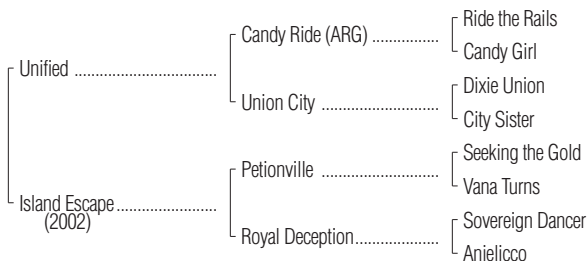 Ride the Rails
Candy Ride (ARG)
Candy Girl
Unified
Dixie Union
Union City
City Sister
Seeking the Gold
Petionville
Vana Turns
Island Escape
(2002)
Sovereign Dancer
Royal Deception
Anjelicco